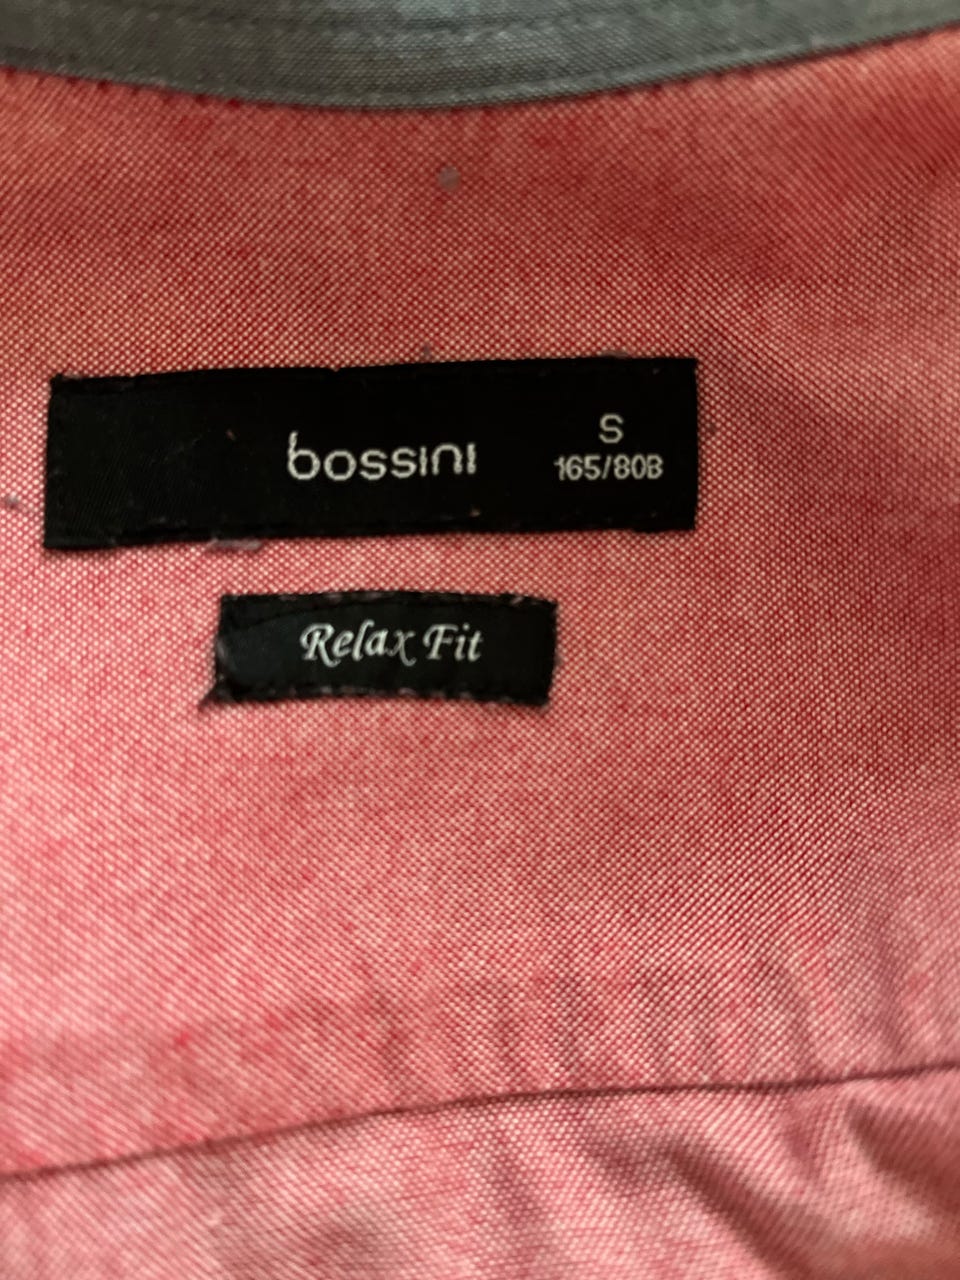 bossini
S
165/80B
Relax Fit